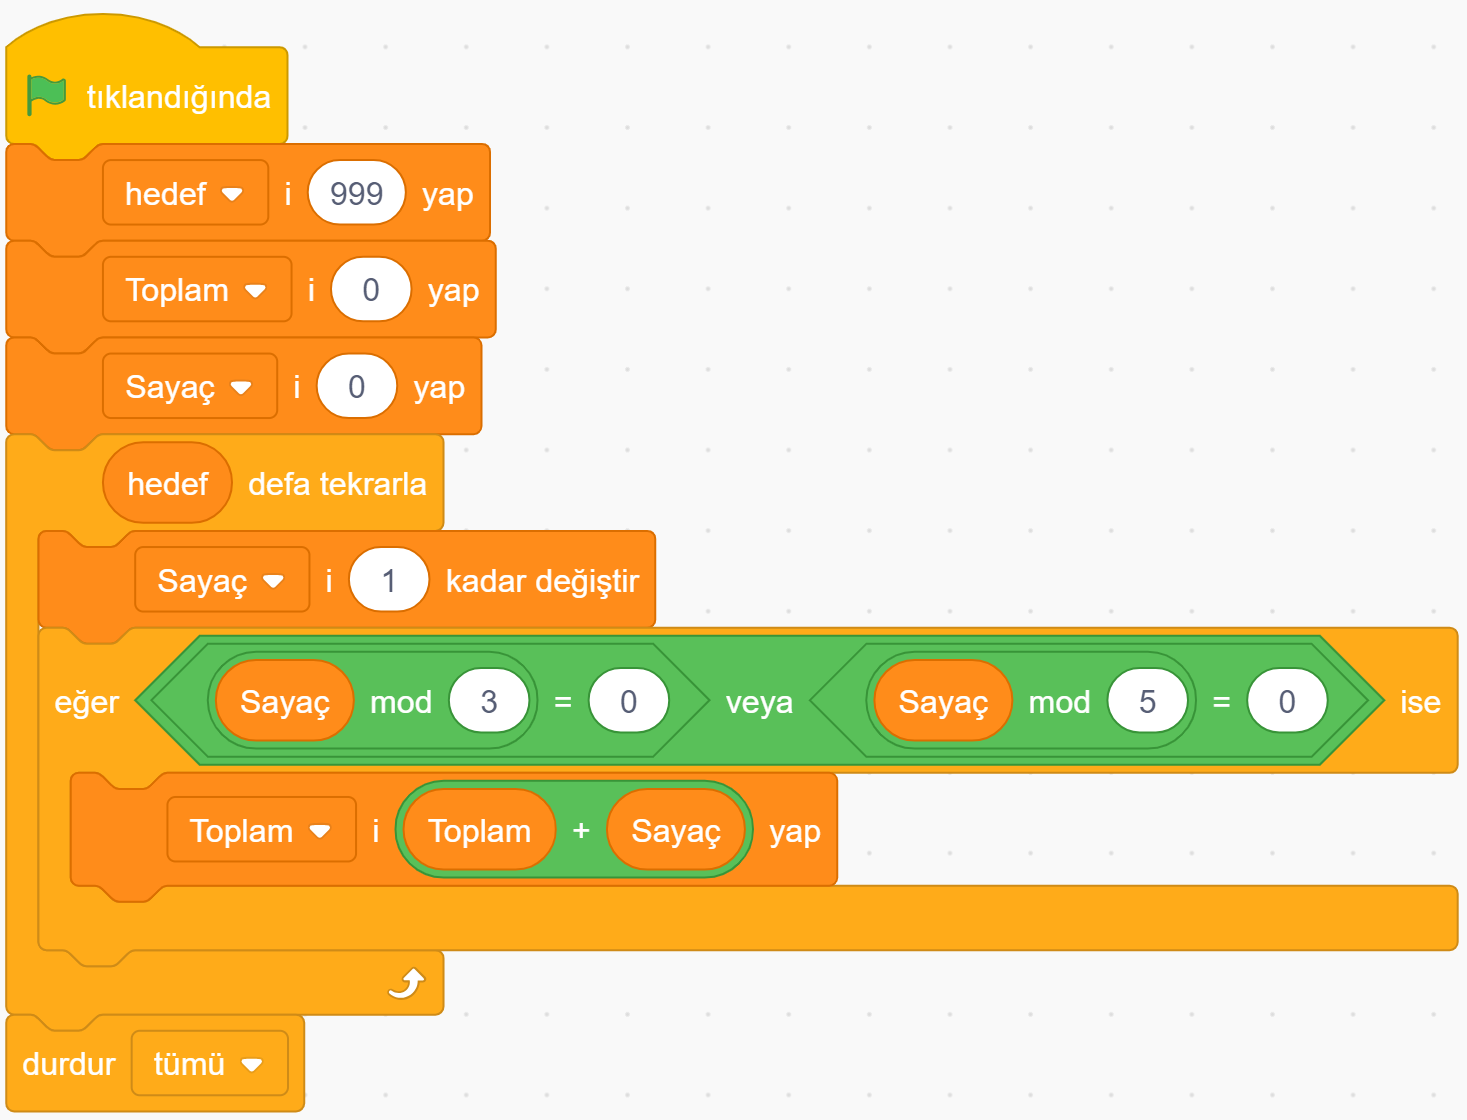 tıklandığında
hedef i 999 yap
Toplam i 0 yap
Sayaç i 0 yap
hedef defa tekrarla
Sayaç i 1 kadar değiştir
eğer Sayaç mod 3 = 0 veya Sayaç mod 5 = 0 ise
Toplam i Toplam + Sayaç yap
durdur tümü